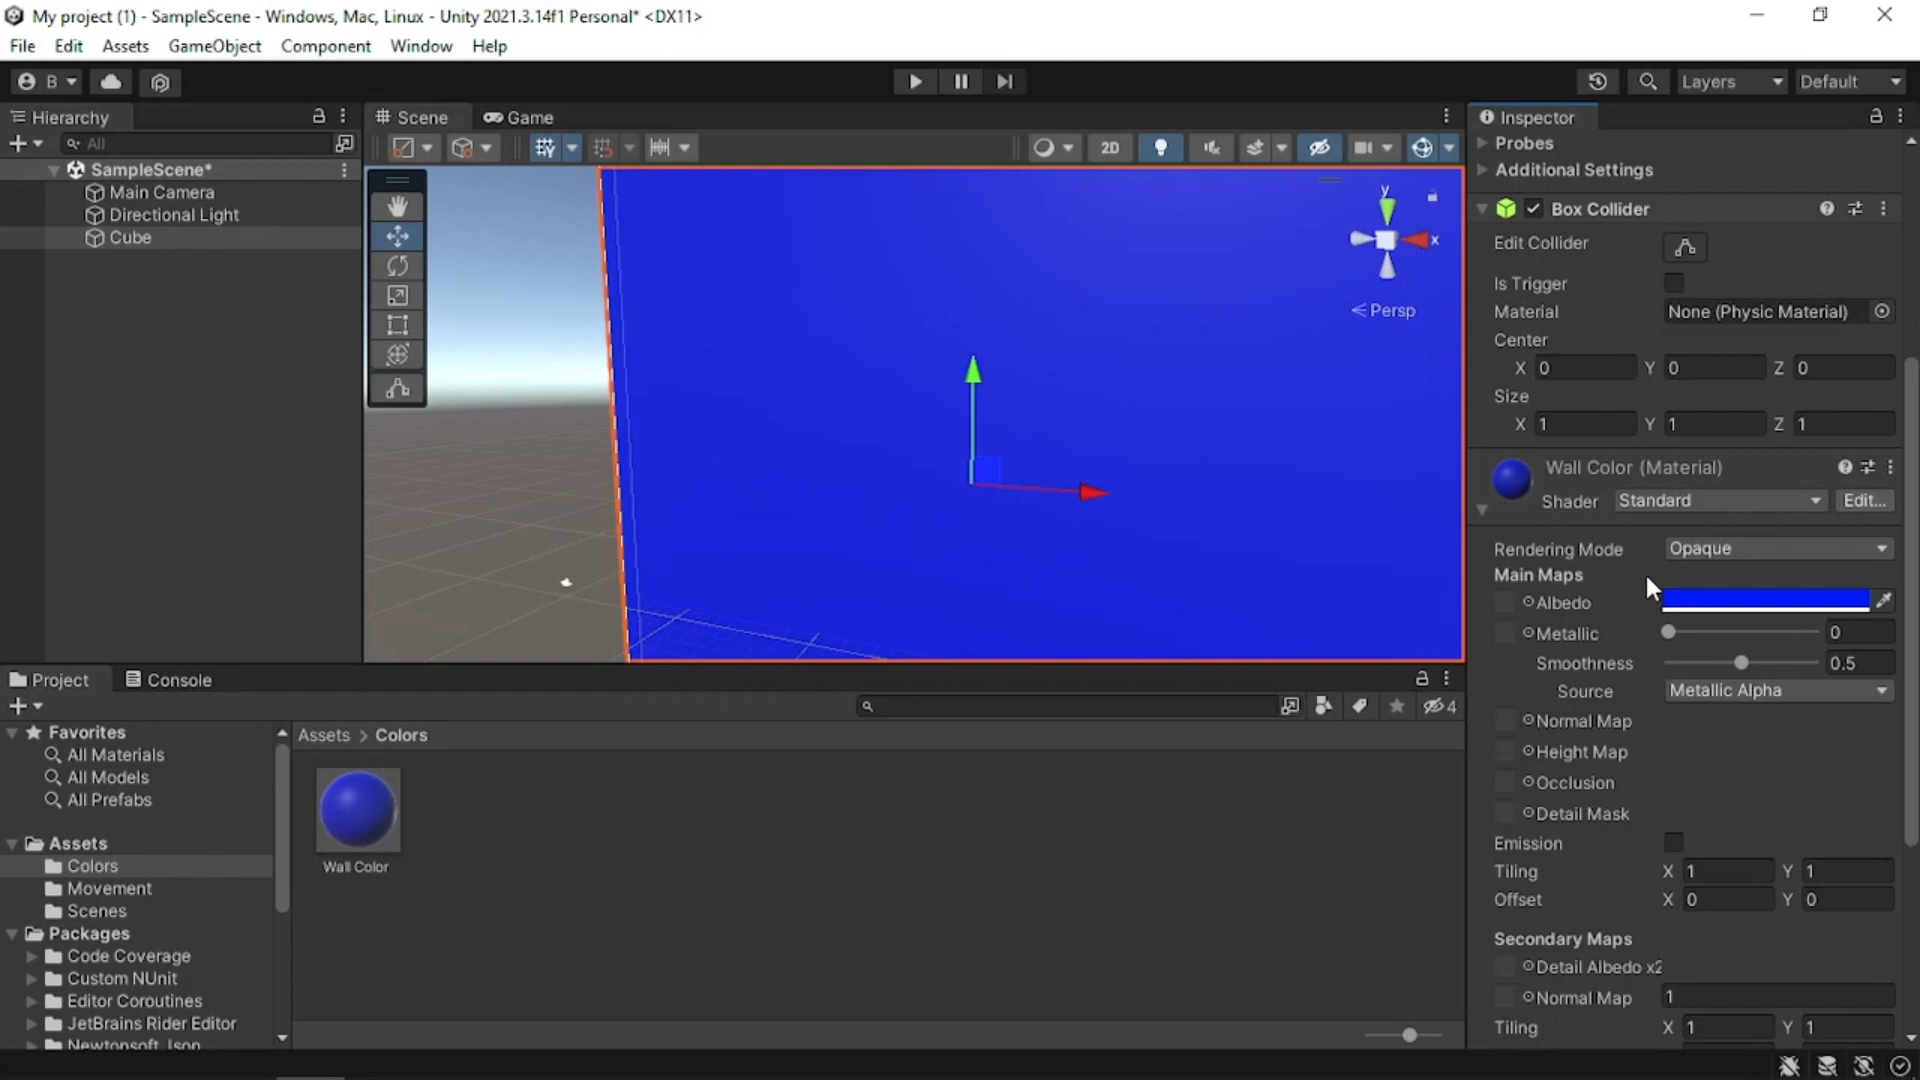 My project (1) - SampleScene - Windows, Mac, Linux - Unity 2021.3.14f1 Personal* <DX11>
File Edit Assets GameObject Component Window Help
B
Layers
Default
Hierarchy
All
SampleScene*
Main Camera
Directional Light
Cube
Scene
Game
2D
y
x
Persp
Inspector
Probes
Additional Settings
Box Collider
Edit Collider
Is Trigger
Material None (Physic Material)
Center
X 0 Y 0 Z 0
Size
X 1 Y 1 Z 1
Wall Color (Material)
Shader Standard Edit...
Rendering Mode Opaque
Main Maps
Albedo
Metallic 0
Smoothness 0.5
Source Metallic Alpha
Normal Map
Height Map
Occlusion
Detail Mask
Emission
Tiling X 1 Y 1
Offset X 0 Y 0
Secondary Maps
Detail Albedo x2
Normal Map 1
Tiling X 1 Y 1
Project
Console
4
Favorites
All Materials
All Models
All Prefabs
Assets
Colors
Movement
Scenes
Packages
Code Coverage
Custom NUnit
Editor Coroutines
JetBrains Rider Editor
Newtonsoft Json
Assets > Colors
Wall Color